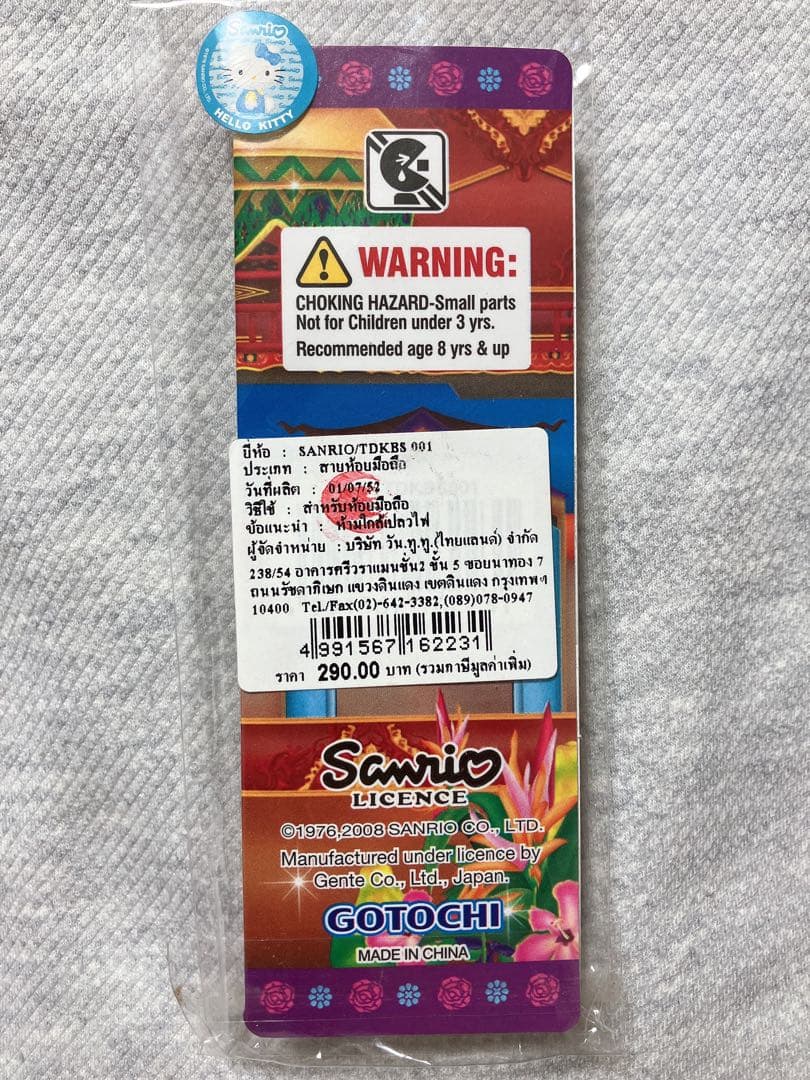 Sanrio
HELLO KITTY
WARNING:
CHOKING HAZARD-Small parts
Not for Children under 3 yrs.
Recommended age 8 yrs & up
ยี่ห้อ : SANRIO/TDKBS 001
ประเภท : สายห้อยมือถือ
วันที่ผลิต : 01/07/52
วิธีใช้ : สำหรับห้อยมือถือ
ข้อแนะนำ : ห้ามใกล้เปลวไฟ
ผู้จัดจำหน่าย : บริษัท วัน.ทู.ทู.(ไทยแลนด์) จำกัด
238/54 อาคารศรีวราแมนชั่น2 ชั้น 5 ซอยนาทอง 7
ถนนรัชดาภิเษก แขวงดินแดง เขตดินแดง กรุงเทพฯ
10400 Tel./Fax(02)-642-3382,(089)078-0947
4 991567 162231
ราคา 290.00 บาท (รวมภาษีมูลค่าเพิ่ม)
Sanrio
LICENCE
©1976,2008 SANRIO CO., LTD.
Manufactured under licence by
Gente Co., Ltd., Japan.
GOTOCHI
MADE IN CHINA